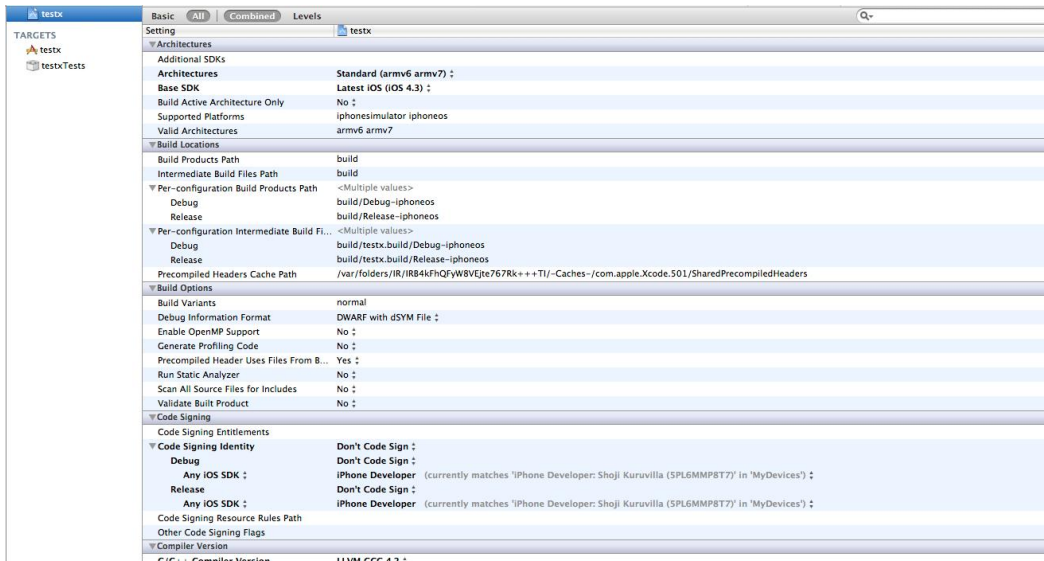 testx
Basic All Combined Levels
TARGETS
testx
testxTests
Setting testx
Architectures
Additional SDKs
Architectures Standard (armv6 armv7)
Base SDK Latest iOS (iOS 4.3)
Build Active Architecture Only No
Supported Platforms iphonesimulator iphoneos
Valid Architectures armv6 armv7
Build Locations
Build Products Path build
Intermediate Build Files Path build
Per-configuration Build Products Path <Multiple values>
Debug build/Debug-iphoneos
Release build/Release-iphoneos
Per-configuration Intermediate Build Fi... <Multiple values>
Debug build/testx.build/Debug-iphoneos
Release build/testx.build/Release-iphoneos
Precompiled Headers Cache Path /var/folders/IR/IRB4kFhQFyW8VEjte767Rk+++TI/-Caches-/com.apple.Xcode.501/SharedPrecompiledHeaders
Build Options
Build Variants normal
Debug Information Format DWARF with dSYM File
Enable OpenMP Support No
Generate Profiling Code No
Precompiled Header Uses Files From B... Yes
Run Static Analyzer No
Scan All Source Files for Includes No
Validate Built Product No
Code Signing
Code Signing Entitlements
Code Signing Identity Don't Code Sign
Debug Don't Code Sign
Any iOS SDK iPhone Developer (currently matches 'iPhone Developer: Shoji Kuruvilla (5PL6MMP8T7)' in 'MyDevices')
Release Don't Code Sign
Any iOS SDK iPhone Developer (currently matches 'iPhone Developer: Shoji Kuruvilla (5PL6MMP8T7)' in 'MyDevices')
Code Signing Resource Rules Path
Other Code Signing Flags
Compiler Version
C/C++ Compiler Version LLVM GCC 4.2